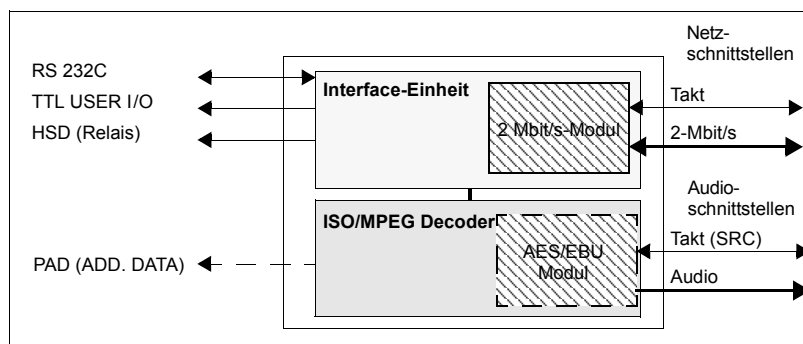 Netz-
schnittstellen
RS 232C
TTL USER I/O
HSD (Relais)
Interface-Einheit
2 Mbit/s-Modul
Takt
2-Mbit/s
Audio-
schnittstellen
ISO/MPEG Decoder
AES/EBU
Modul
Takt (SRC)
Audio
PAD (ADD. DATA)